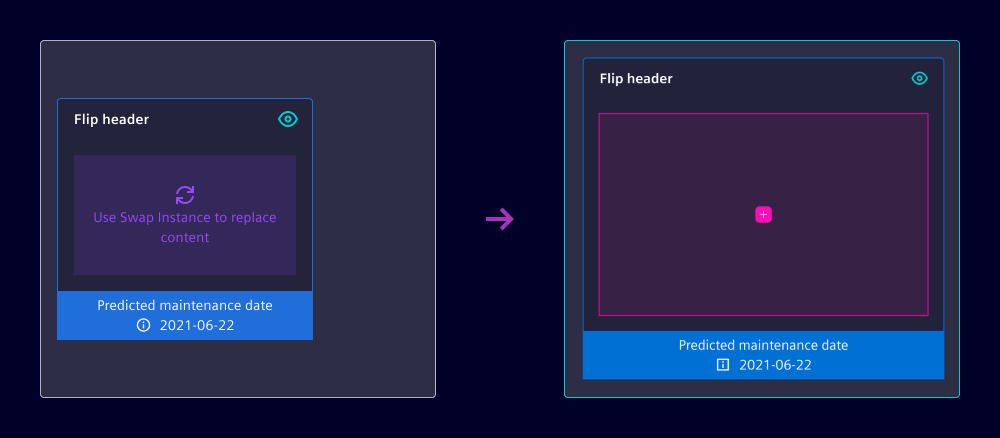 Flip header
Use Swap Instance to replace
content
Predicted maintenance date
2021-06-22
Flip header
Predicted maintenance date
2021-06-22